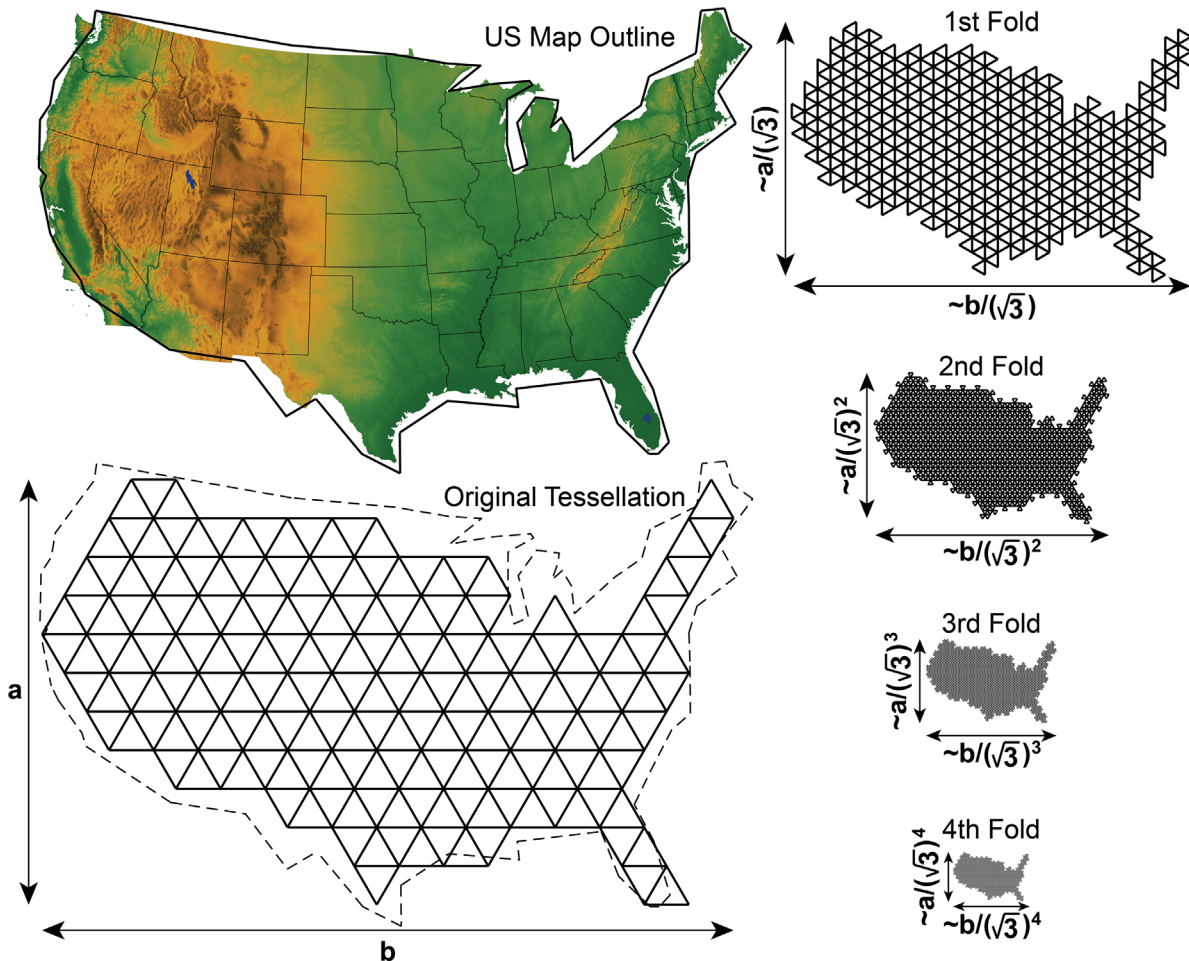 US Map Outline
1st Fold
~a/(√3)
~b/(√3)
2nd Fold
~a/(√3)²
~b/(√3)²
Original Tessellation
a
b
3rd Fold
~a/(√3)³
~b/(√3)³
4th Fold
~a/(√3)⁴
~b/(√3)⁴